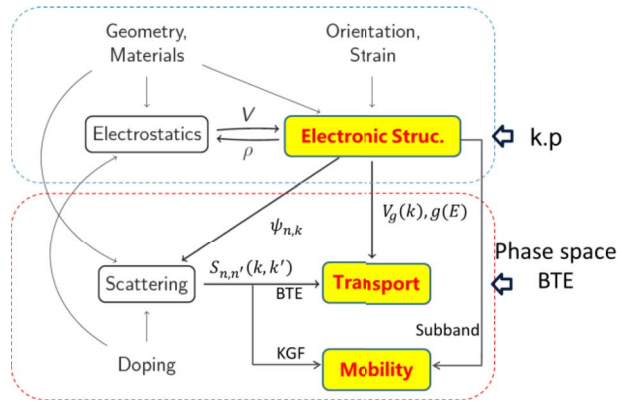 Geometry,
Materials
Orientation,
Strain
Electrostatics
V
ρ
Electronic Struc.
k.p
ψn,k
Vg(k), g(E)
Phase space
BTE
Scattering
Sn,n′(k, k′)
BTE
Transport
Subband
KGF
Doping
Mobility